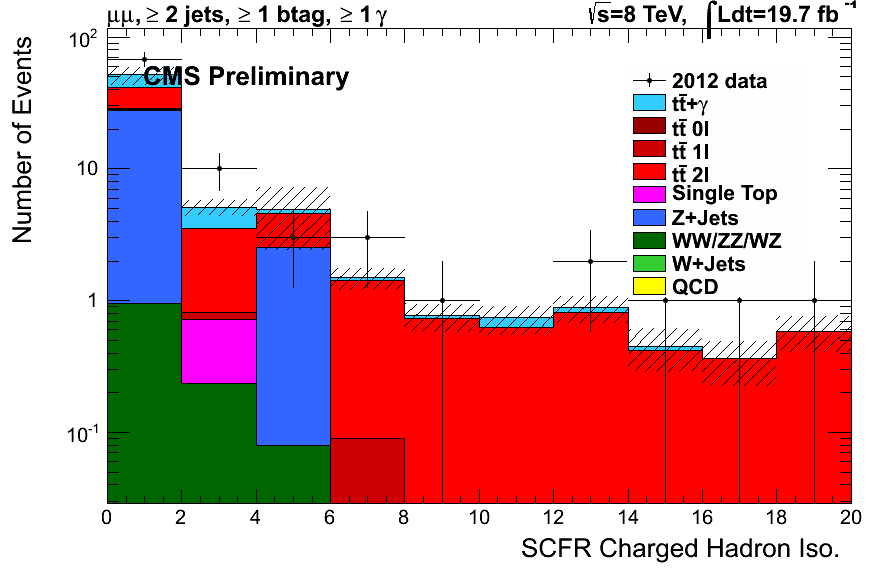 μμ, ≥ 2 jets, ≥ 1 btag, ≥ 1 γ
√s=8 TeV, ∫Ldt=19.7 fb⁻¹
CMS Preliminary
2012 data
tt̄+γ
tt̄ 0l
tt̄ 1l
tt̄ 2l
Single Top
Z+Jets
WW/ZZ/WZ
W+Jets
QCD
Number of Events
10²
10
1
10⁻¹
0 2 4 6 8 10 12 14 16 18 20
SCFR Charged Hadron Iso.